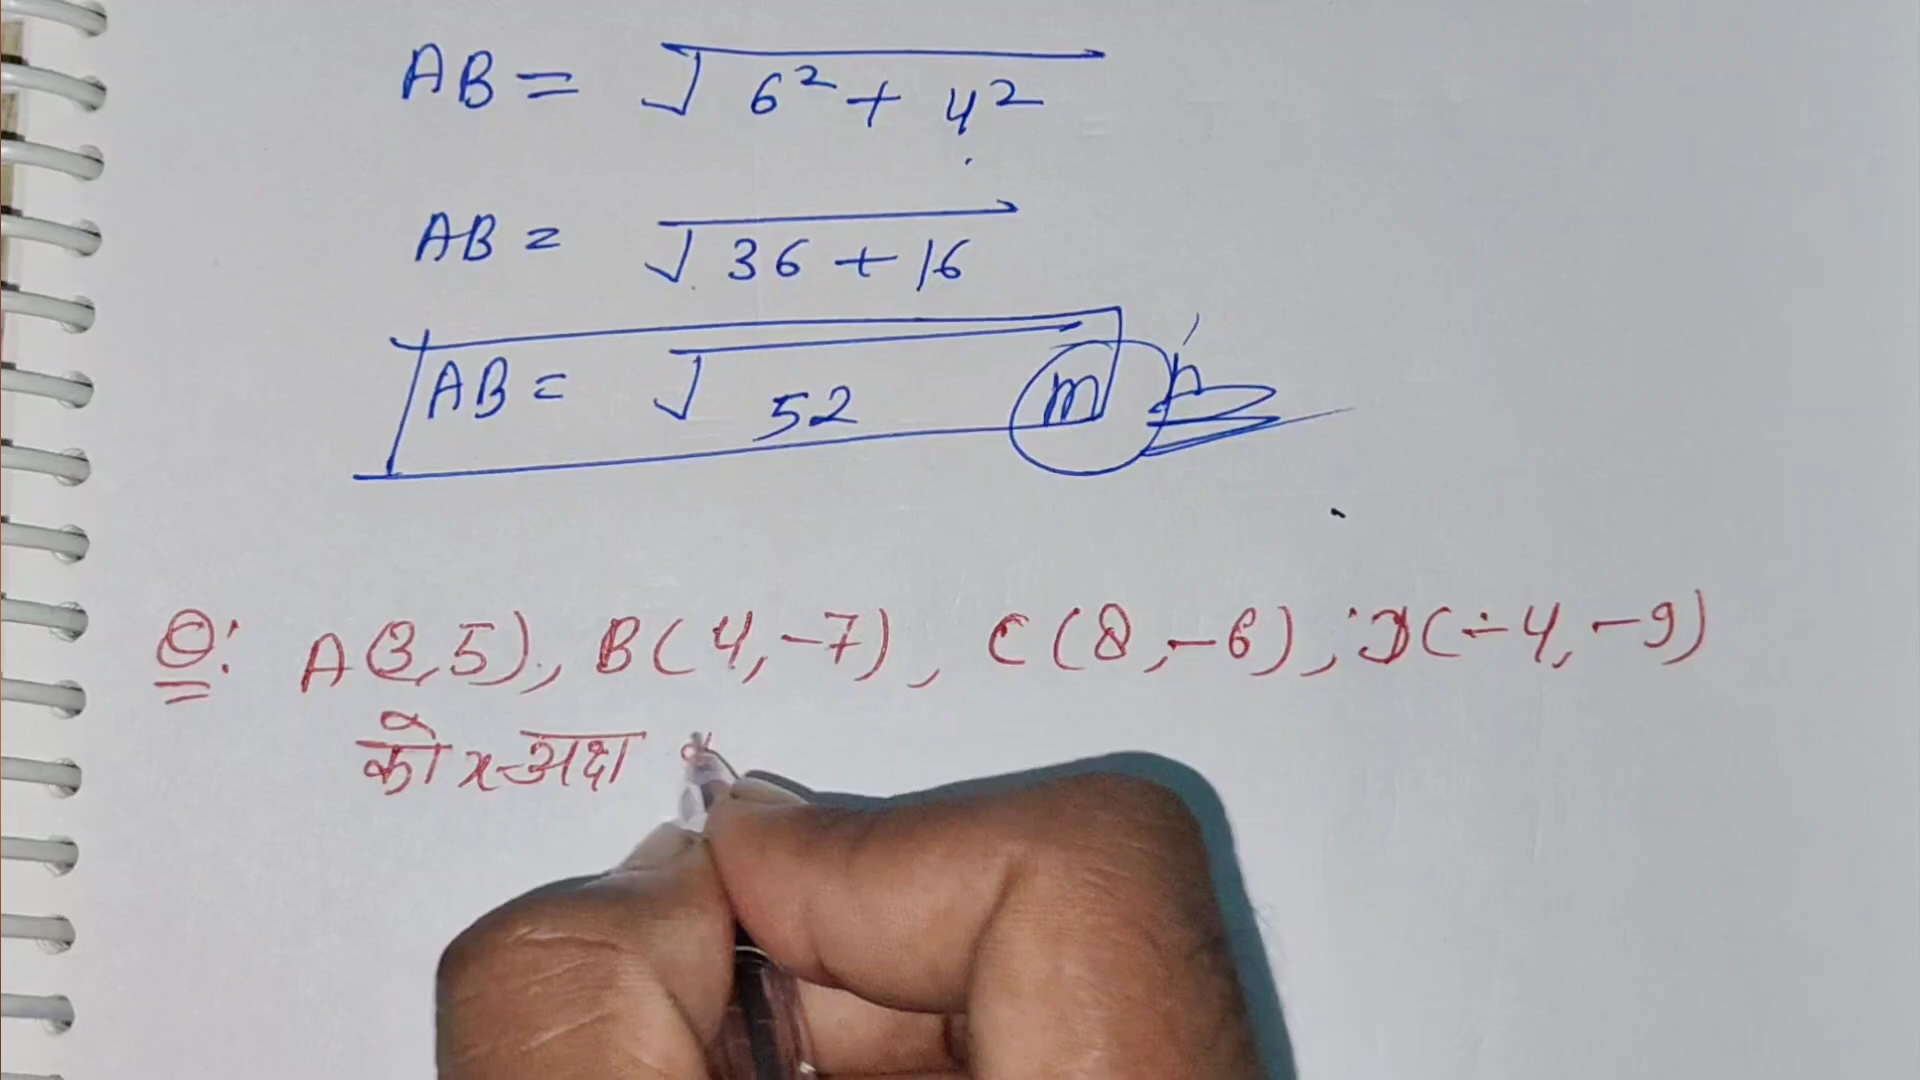 AB = √6² + 4²
AB = √36 + 16
AB = √52 m
Q: A(3,5), B(4,-7), C(8,-6), D(-4,-9)
को x-अक्ष